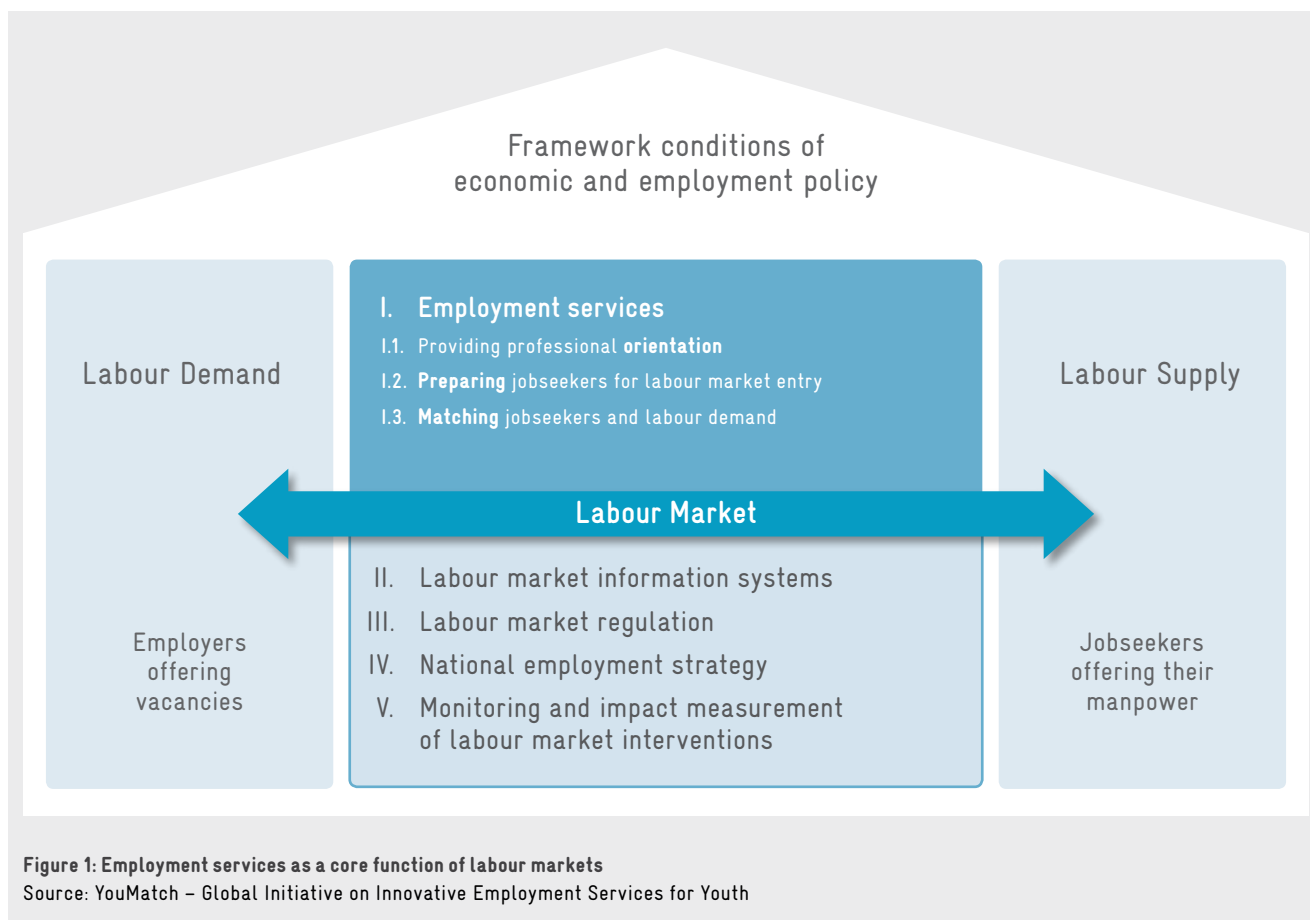 Framework conditions of
economic and employment policy
Labour Demand
Employers
offering
vacancies
I. Employment services
I.1. Providing professional orientation
I.2. Preparing jobseekers for labour market entry
I.3. Matching jobseekers and labour demand
Labour Market
II. Labour market information systems
III. Labour market regulation
IV. National employment strategy
V. Monitoring and impact measurement
of labour market interventions
Labour Supply
Jobseekers
offering their
manpower
Figure 1: Employment services as a core function of labour markets
Source: YouMatch – Global Initiative on Innovative Employment Services for Youth